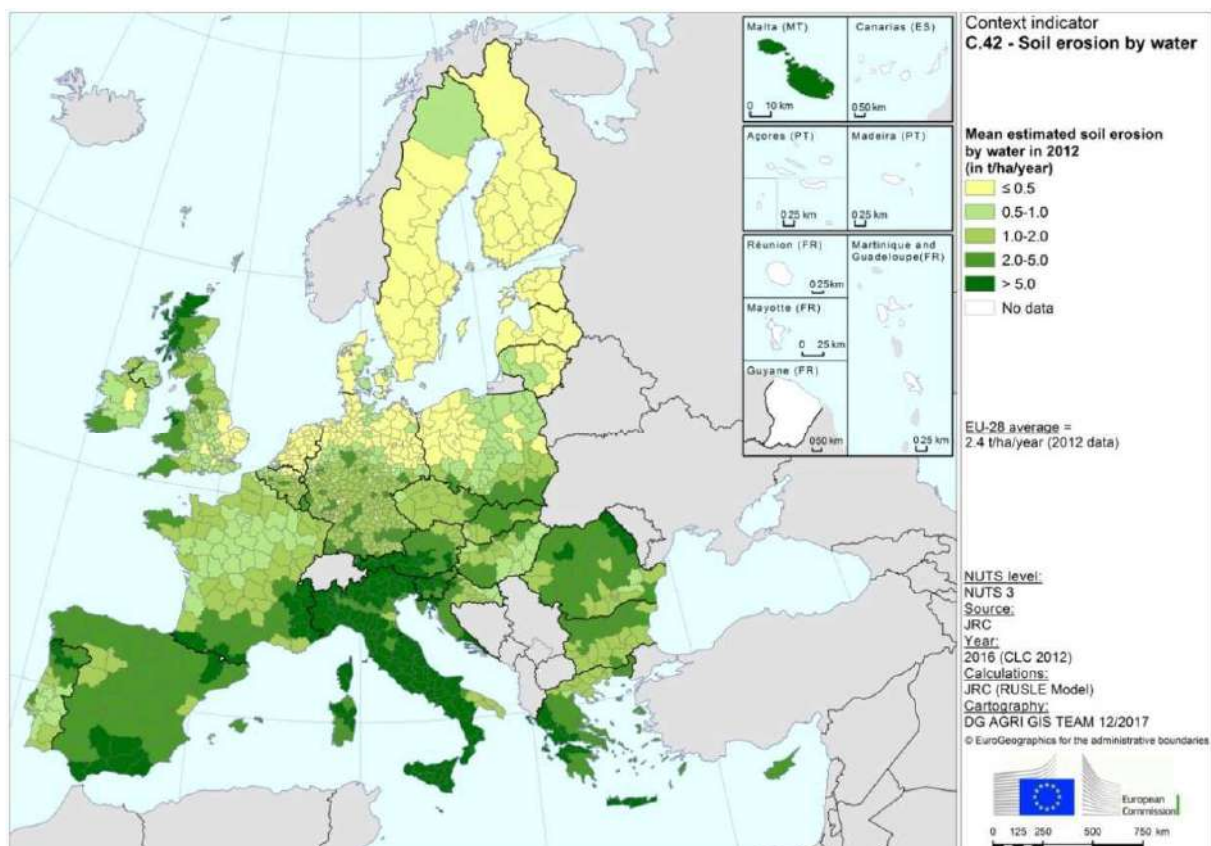 Malta (MT)
0 10 km
Canarias (ES)
0 50 km
Açores (PT)
0 25 km
Madeira (PT)
0 25 km
Réunion (FR)
0 25 km
Martinique and
Guadeloupe(FR)
0 25 km
Mayotte (FR)
0 25 km
Guyane (FR)
0 50 km
Context indicator
C.42 - Soil erosion by water
Mean estimated soil erosion
by water in 2012
(in t/ha/year)
≤ 0.5
0.5-1.0
1.0-2.0
2.0-5.0
> 5.0
No data
EU-28 average =
2.4 t/ha/year (2012 data)
NUTS level:
NUTS 3
Source:
JRC
Year:
2016 (CLC 2012)
Calculations:
JRC (RUSLE Model)
Cartography:
DG AGRI GIS TEAM 12/2017
© EuroGeographics for the administrative boundaries
European
Commission
0 125 250 500 750 km